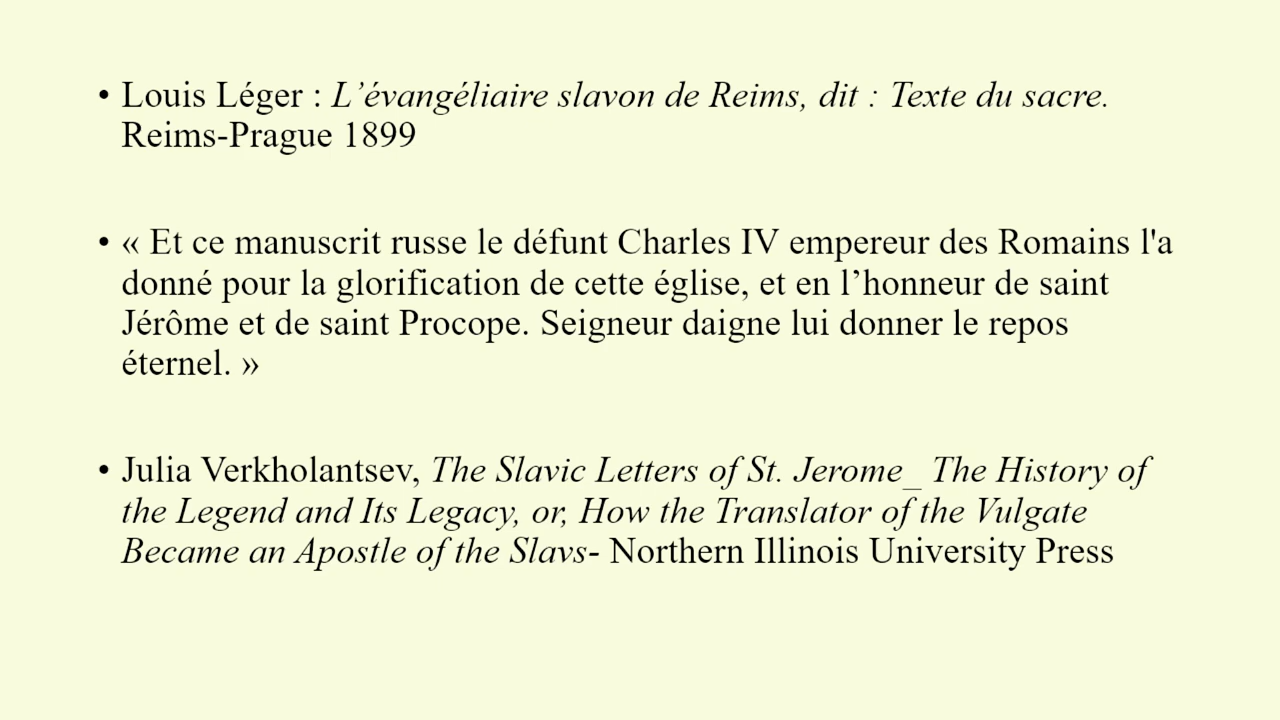 • Louis Léger : L’évangéliaire slavon de Reims, dit : Texte du sacre.
Reims-Prague 1899
• « Et ce manuscrit russe le défunt Charles IV empereur des Romains l'a
donné pour la glorification de cette église, et en l’honneur de saint
Jérôme et de saint Procope. Seigneur daigne lui donner le repos
éternel. »
• Julia Verkholantsev, The Slavic Letters of St. Jerome_ The History of
the Legend and Its Legacy, or, How the Translator of the Vulgate
Became an Apostle of the Slavs- Northern Illinois University Press